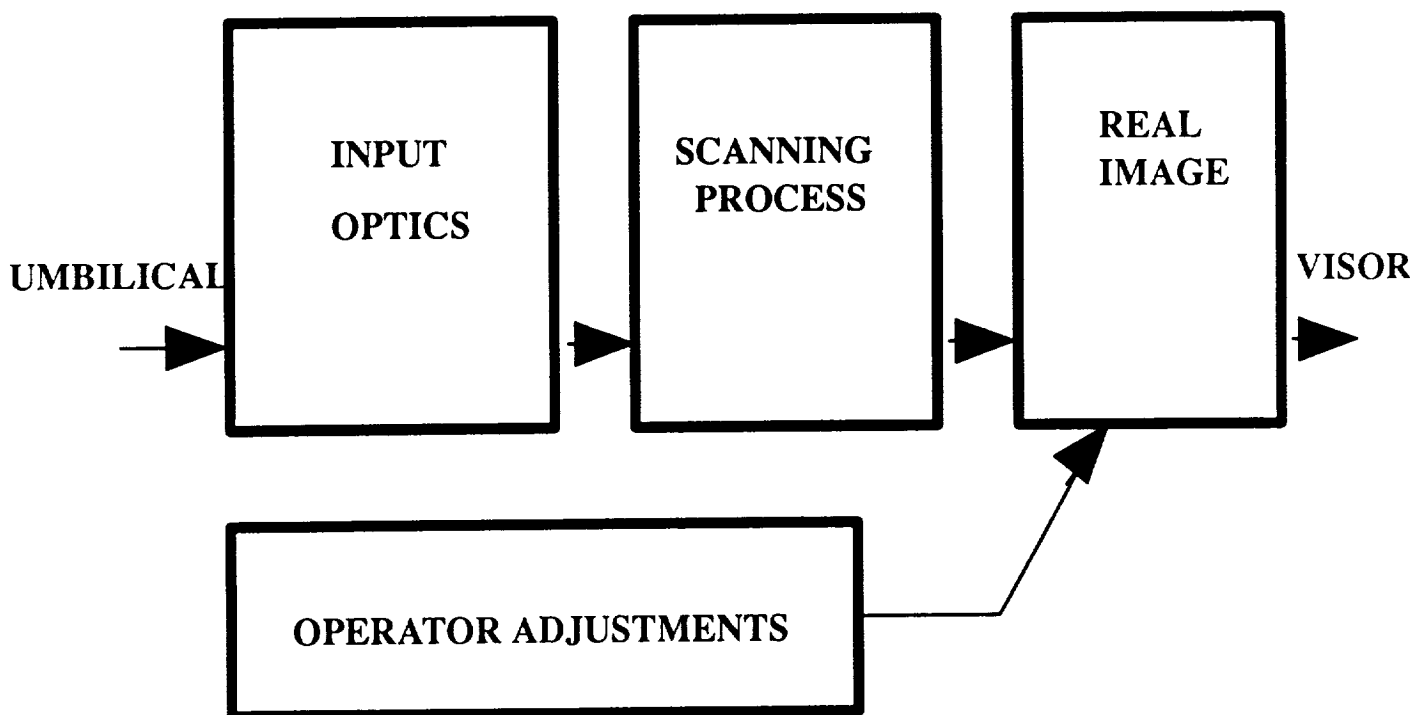 INPUT
OPTICS
SCANNING
PROCESS
REAL
IMAGE
UMBILICAL
VISOR
OPERATOR ADJUSTMENTS